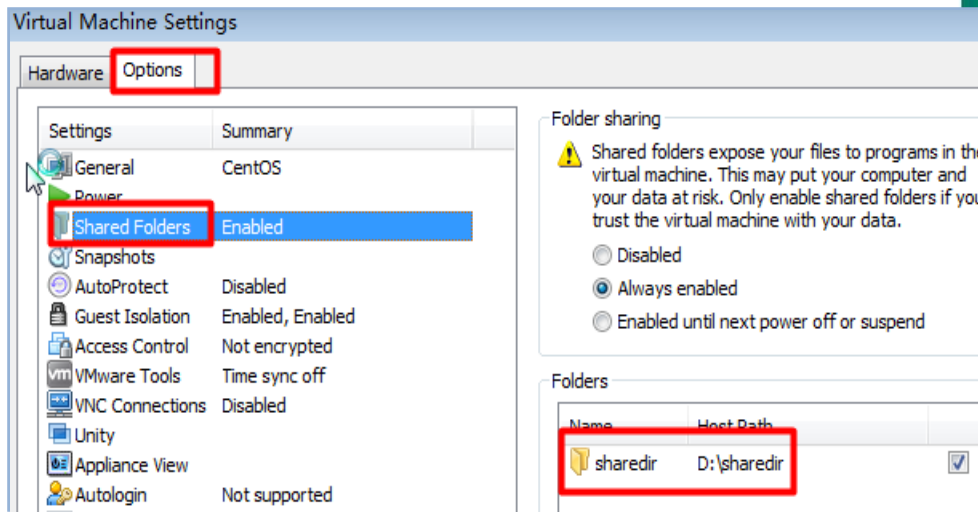 Virtual Machine Settings
Hardware Options
Settings Summary
General CentOS
Power
Shared Folders Enabled
Snapshots
AutoProtect Disabled
Guest Isolation Enabled, Enabled
Access Control Not encrypted
vm VMware Tools Time sync off
VNC Connections Disabled
Unity
Appliance View
Autologin Not supported
Folder sharing
Shared folders expose your files to programs in the
virtual machine. This may put your computer and
your data at risk. Only enable shared folders if you
trust the virtual machine with your data.
Disabled
Always enabled
Enabled until next power off or suspend
Folders
Name Host Path
sharedir D:\sharedir